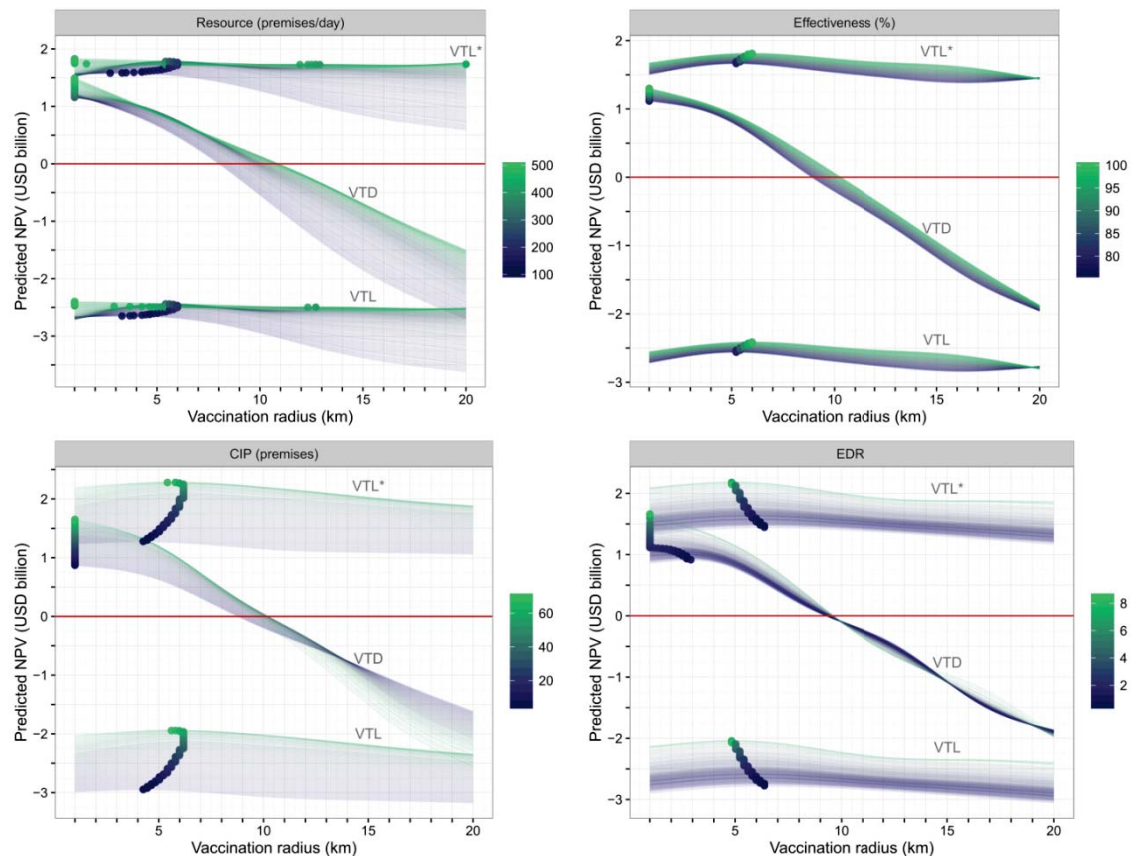 Resource (premises/day)
Predicted NPV (USD billion)
2
1
0
−1
−2
−3
VTL*
VTD
VTL
5
10
15
20
Vaccination radius (km)
500
400
300
200
100
Effectiveness (%)
Predicted NPV (USD billion)
2
1
0
−1
−2
−3
VTL*
VTD
VTL
5
10
15
20
Vaccination radius (km)
100
95
90
85
80
CIP (premises)
Predicted NPV (USD billion)
2
1
0
−1
−2
−3
VTL*
VTD
VTL
5
10
15
20
Vaccination radius (km)
60
40
20
EDR
Predicted NPV (USD billion)
2
1
0
−1
−2
−3
VTL*
VTD
VTL
5
10
15
20
Vaccination radius (km)
8
6
4
2